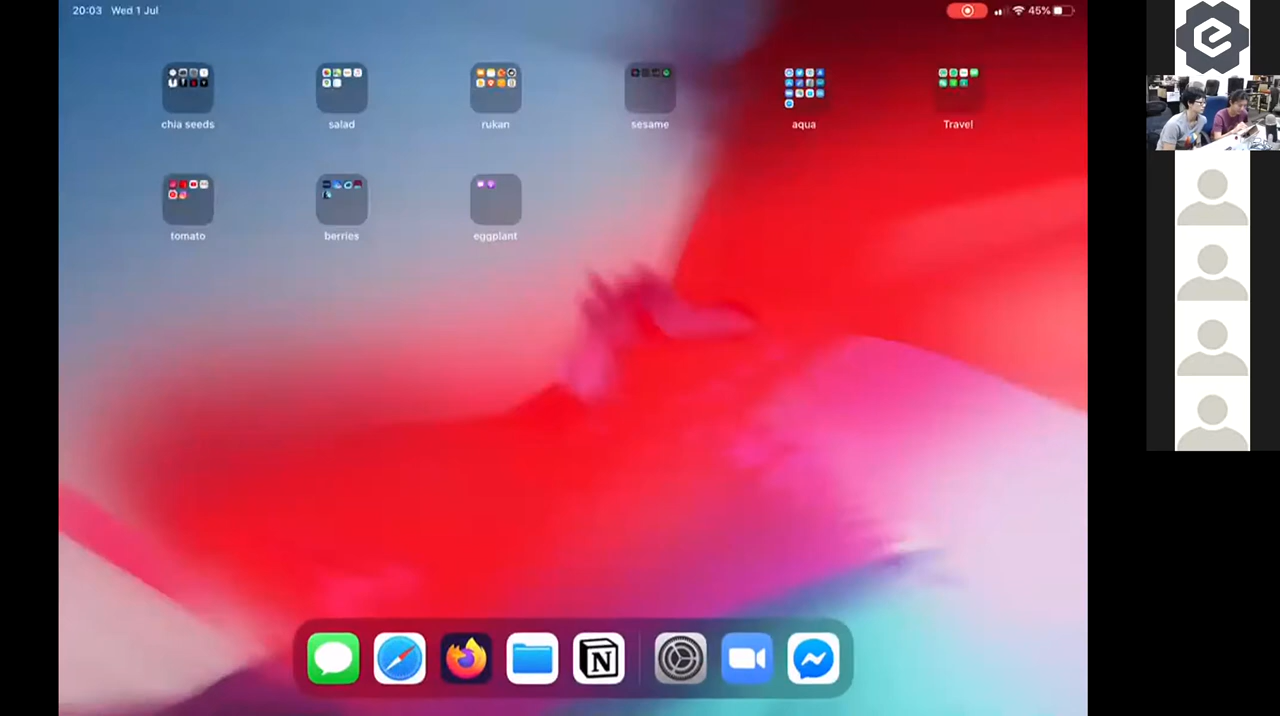 20:03 Wed 1 Jul
45%
chia seeds
salad
rukan
sesame
aqua
Travel
tomato
berries
eggplant